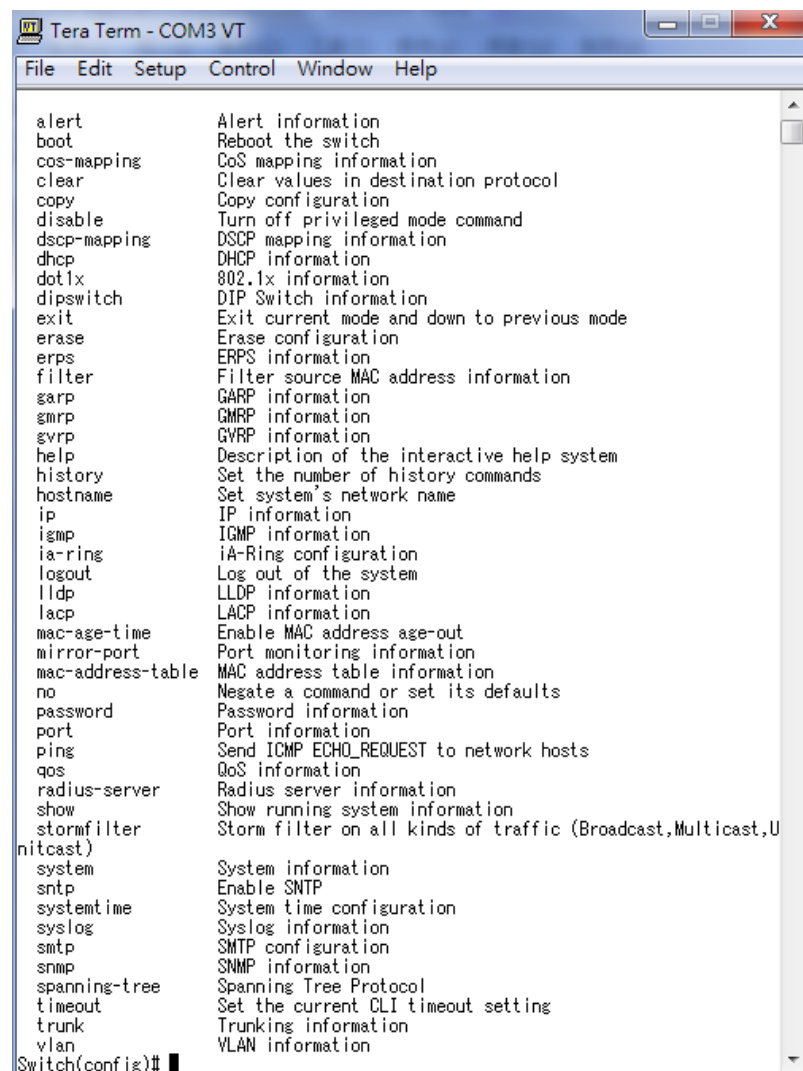 Tera Term - COM3 VT
File Edit Setup Control Window Help
alert Alert information
boot Reboot the switch
cos-mapping CoS mapping information
clear Clear values in destination protocol
copy Copy configuration
disable Turn off privileged mode command
dscp-mapping DSCP mapping information
dhcp DHCP information
dot1x 802.1x information
dipswitch DIP Switch information
exit Exit current mode and down to previous mode
erase Erase configuration
erps ERPS information
filter Filter source MAC address information
garp GARP information
gmrp GMRP information
gvrp GVRP information
help Description of the interactive help system
history Set the number of history commands
hostname Set system's network name
ip IP information
igmp IGMP information
ia-ring iA-Ring configuration
logout Log out of the system
lldp LLDP information
lacp LACP information
mac-age-time Enable MAC address age-out
mirror-port Port monitoring information
mac-address-table MAC address table information
no Negate a command or set its defaults
password Password information
port Port information
ping Send ICMP ECHO_REQUEST to network hosts
qos QoS information
radius-server Radius server information
show Show running system information
stormfilter Storm filter on all kinds of traffic (Broadcast,Multicast,U
nitcast)
system System information
sntp Enable SNTP
systemtime System time configuration
syslog Syslog information
smtp SMTP configuration
snmp SNMP information
spanning-tree Spanning Tree Protocol
timeout Set the current CLI timeout setting
trunk Trunking information
vlan VLAN information
Switch(config)#